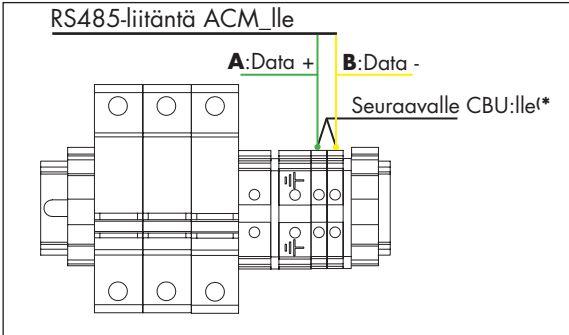 RS485-liitäntä ACM_lle
A:Data + B:Data -
Seuraavalle CBU:lle(*